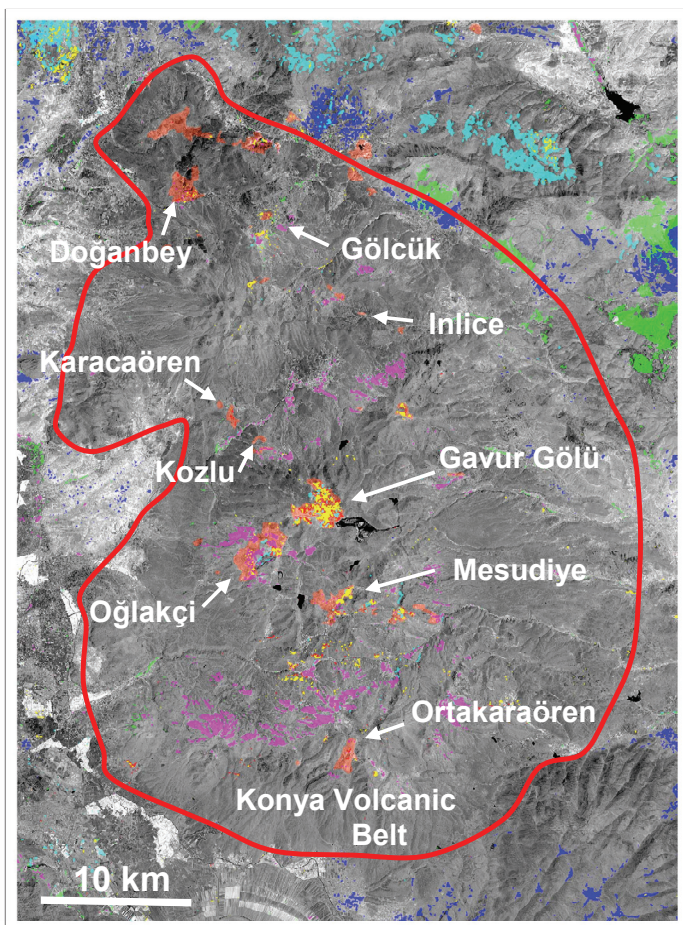 Doğanbey
Gölcük
Inlice
Karacaören
Kozlu
Gavur Gölü
Mesudiye
Oğlakçi
Ortakaraören
Konya Volcanic
Belt
10 km